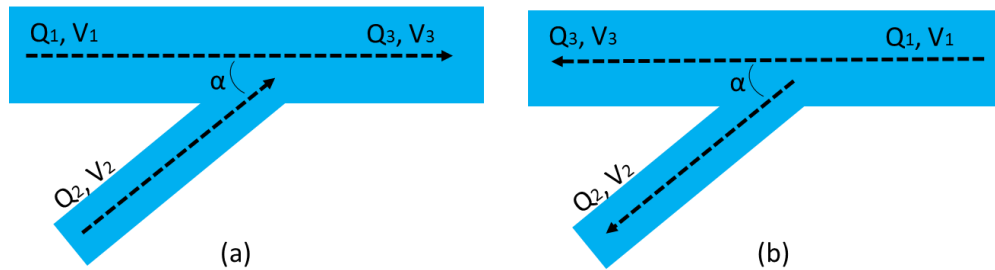 Q1, V1
Q3, V3
α
Q2, V2
(a)
Q3, V3
Q1, V1
α
Q2, V2
(b)